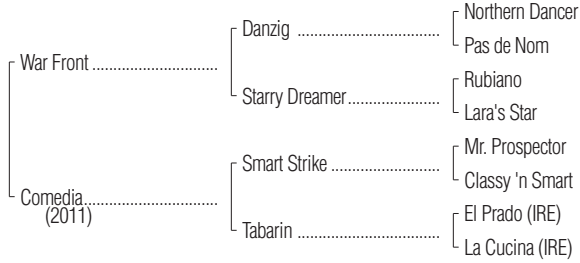 Northern Dancer
Danzig ..................................
Pas de Nom
War Front ..............................
Rubiano
Starry Dreamer......................
Lara's Star
Mr. Prospector
Smart Strike ..........................
Classy 'n Smart
Comedia................................
(2011)
El Prado (IRE)
Tabarin ..................................
La Cucina (IRE)